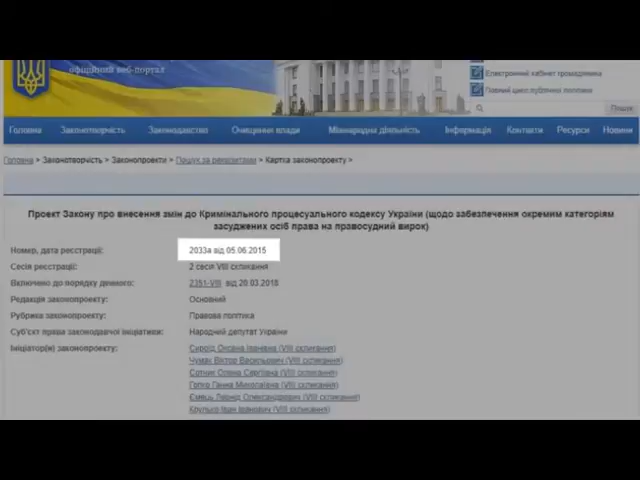 офіційний веб-портал
Електронний кабінет громадянина
Повний цикл публічної політики
Пошук
Головна Законотворчість Законодавство Очищення влади Міжнародна діяльність Інформація Контакти Ресурси Новини
Головна > Законотворчість > Законопроекти > Пошук за реквізитами > Картка законопроекту >
Проект Закону про внесення змін до Кримінального процесуального кодексу України (щодо забезпечення окремим категоріям
засуджених осіб права на правосудний вирок)
Номер, дата реєстрації: 2033а від 05.06.2015
Сесія реєстрації: 2 сесія VIII скликання
Включено до порядку денного: 2351-VIII від 20.03.2018
Редакція законопроекту: Основний
Рубрика законопроекту: Правова політика
Суб'єкт права законодавчої ініціативи: Народний депутат України
Ініціатор(и) законопроекту: Сироїд Оксана Іванівна (VIII скликання)
Чумак Віктор Васильович (VIII скликання)
Сотник Олена Сергіївна (VIII скликання)
Гопко Ганна Миколаївна (VIII скликання)
Ємець Леонід Олександрович (VIII скликання)
Крулько Іван Іванович (VIII скликання)